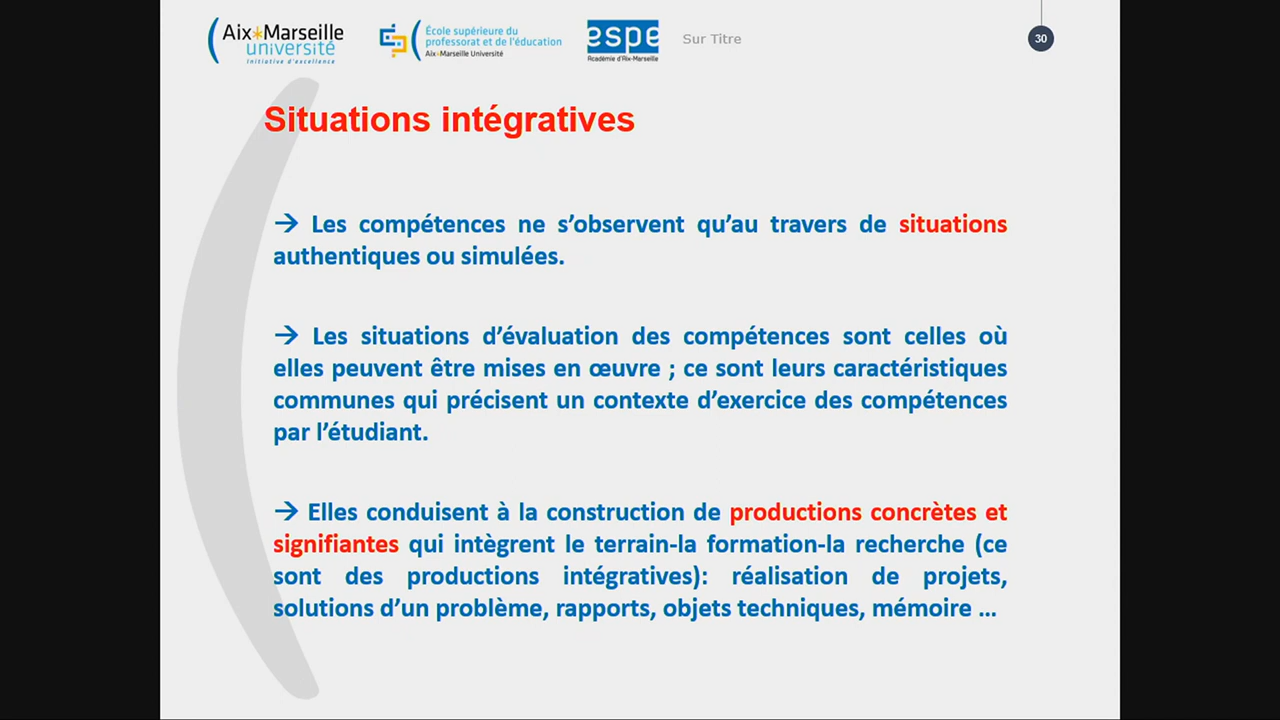 Aix*Marseille
université
Initiative d'excellence
École supérieure du
professorat et de l'éducation
Aix*Marseille Université
espe
Académie d'Aix-Marseille
Sur Titre
30
Situations intégratives
→ Les compétences ne s’observent qu’au travers de situations
authentiques ou simulées.
→ Les situations d’évaluation des compétences sont celles où
elles peuvent être mises en œuvre ; ce sont leurs caractéristiques
communes qui précisent un contexte d’exercice des compétences
par l’étudiant.
→ Elles conduisent à la construction de productions concrètes et
signifiantes qui intègrent le terrain-la formation-la recherche (ce
sont des productions intégratives): réalisation de projets,
solutions d’un problème, rapports, objets techniques, mémoire ...